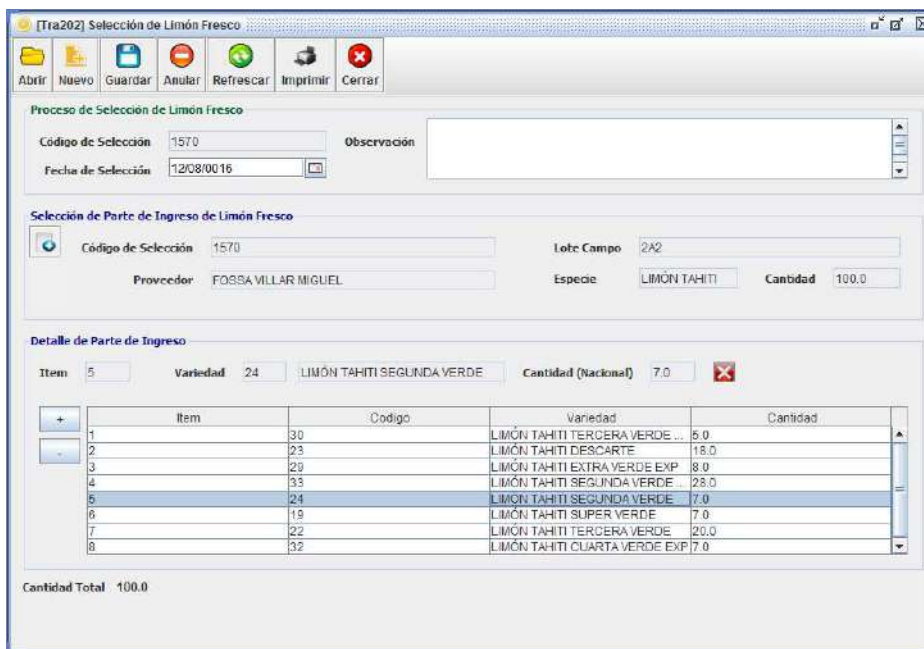 [Tra202] Selección de Limón Fresco
Abrir Nuevo Guardar Anular Refrescar Imprimir Cerrar
Proceso de Selección de Limón Fresco
Código de Selección 1570 Observación
Fecha de Selección 12/08/0016
Selección de Parte de Ingreso de Limón Fresco
Código de Selección 1570 Lote Campo 2A2
Proveedor FOSSA VILLAR MIGUEL Especie LIMÓN TAHITI Cantidad 100.0
Detalle de Parte de Ingreso
Item 5 Variedad 24 LIMÓN TAHITI SEGUNDA VERDE Cantidad (Nacional) 7.0
+ Item Codigo Variedad Cantidad
1 30 LIMÓN TAHITI TERCERA VERDE ... 5.0
- 2 23 LIMÓN TAHITI DESCARTE 18.0
3 29 LIMÓN TAHITI EXTRA VERDE EXP 8.0
4 33 LIMÓN TAHITI SEGUNDA VERDE ... 28.0
5 24 LIMÓN TAHITI SEGUNDA VERDE 7.0
6 19 LIMÓN TAHITI SUPER VERDE 7.0
7 22 LIMÓN TAHITI TERCERA VERDE 20.0
8 32 LIMÓN TAHITI CUARTA VERDE EXP 7.0
Cantidad Total 100.0